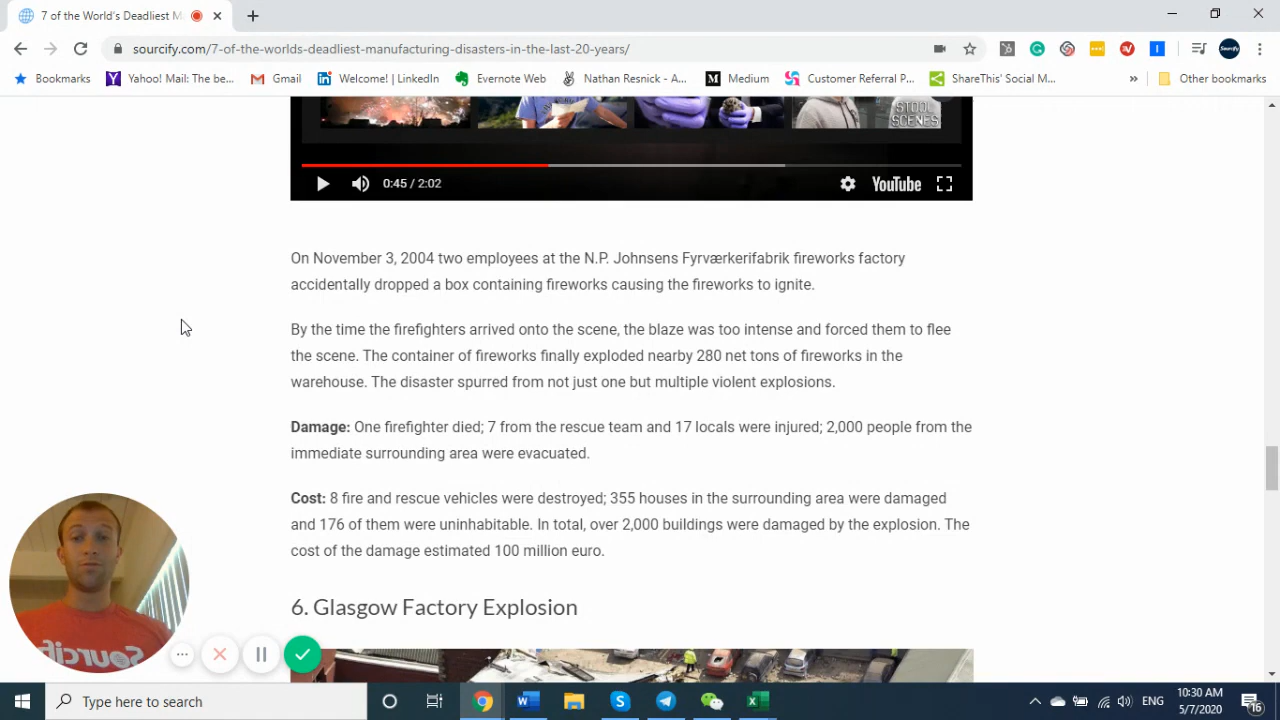 7 of the World's Deadliest M
sourcify.com/7-of-the-worlds-deadliest-manufacturing-disasters-in-the-last-20-years/
Bookmarks
Yahoo! Mail: The be...
Gmail
Welcome! | LinkedIn
Evernote Web
Nathan Resnick - A...
Medium
Customer Referral P...
ShareThis' Social M...
»
Other bookmarks
STOOL
SCENES
0:45 / 2:02
YouTube
On November 3, 2004 two employees at the N.P. Johnsens Fyrværkerifabrik fireworks factory
accidentally dropped a box containing fireworks causing the fireworks to ignite.
By the time the firefighters arrived onto the scene, the blaze was too intense and forced them to flee
the scene. The container of fireworks finally exploded nearby 280 net tons of fireworks in the
warehouse. The disaster spurred from not just one but multiple violent explosions.
Damage: One firefighter died; 7 from the rescue team and 17 locals were injured; 2,000 people from the
immediate surrounding area were evacuated.
Cost: 8 fire and rescue vehicles were destroyed; 355 houses in the surrounding area were damaged
and 176 of them were uninhabitable. In total, over 2,000 buildings were damaged by the explosion. The
cost of the damage estimated 100 million euro.
6. Glasgow Factory Explosion
Sourcif
Type here to search
ENG
10:30 AM
5/7/2020
16